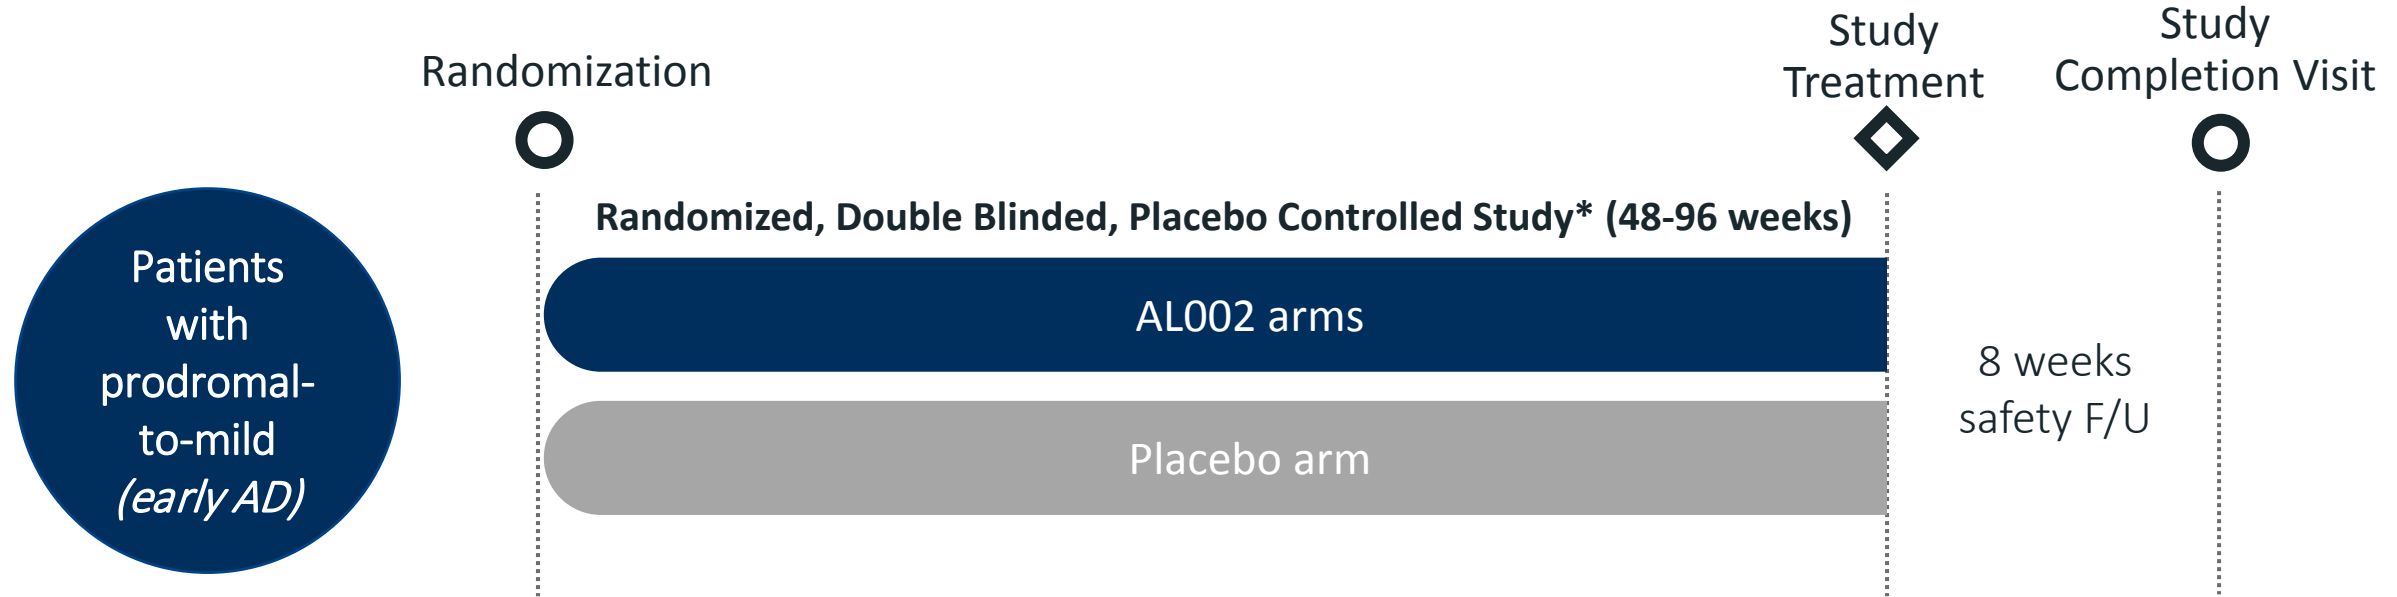 Randomization
Study
Treatment
Study
Completion Visit
Patients
with
prodromal-
to-mild
(early AD)
Randomized, Double Blinded, Placebo Controlled Study* (48-96 weeks)
AL002 arms
Placebo arm
8 weeks
safety F/U